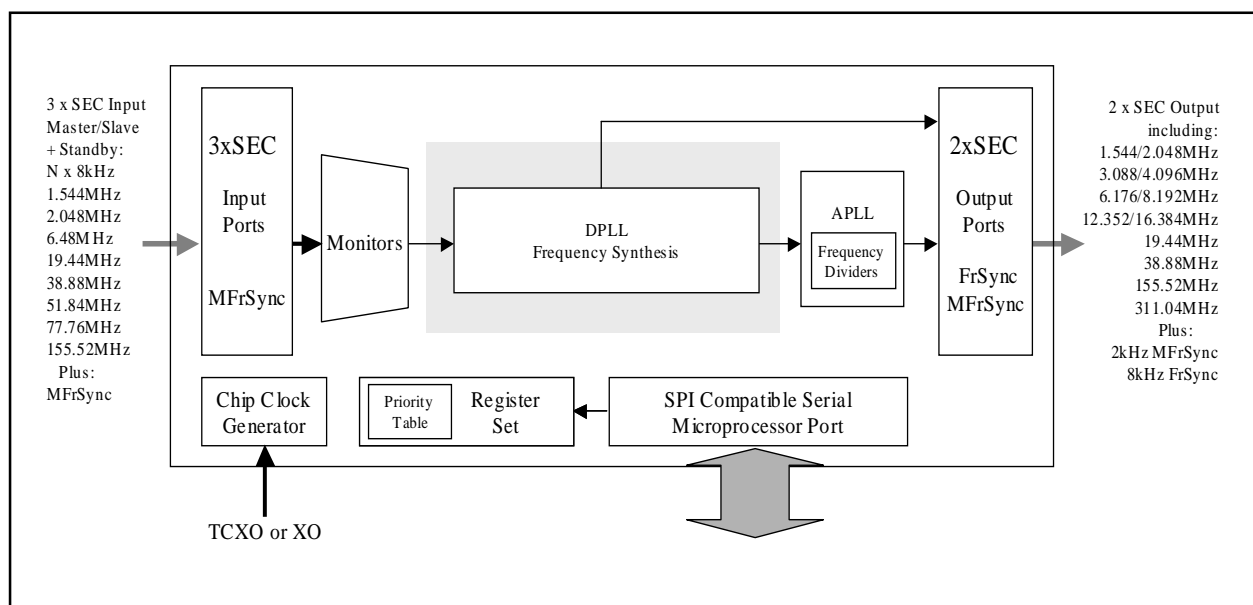 3 x SEC Input
Master/Slave
+ Standby:
N x 8kHz
1.544MHz
2.048MHz
6.48MHz
19.44MHz
38.88MHz
51.84MHz
77.76MHz
155.52MHz
Plus:
MFrSync
3xSEC
Input
Ports
MFrSync
Monitors
DPLL
Frequency Synthesis
APLL
Frequency
Dividers
2xSEC
Output
Ports
FrSync
MFrSync
2 x SEC Output
including:
1.544/2.048MHz
3.088/4.096MHz
6.176/8.192MHz
12.352/16.384MHz
19.44MHz
38.88MHz
155.52MHz
311.04MHz
Plus:
2kHz MFrSync
8kHz FrSync
Chip Clock
Generator
Priority
Table
Register
Set
SPI Compatible Serial
Microprocessor Port
TCXO or XO